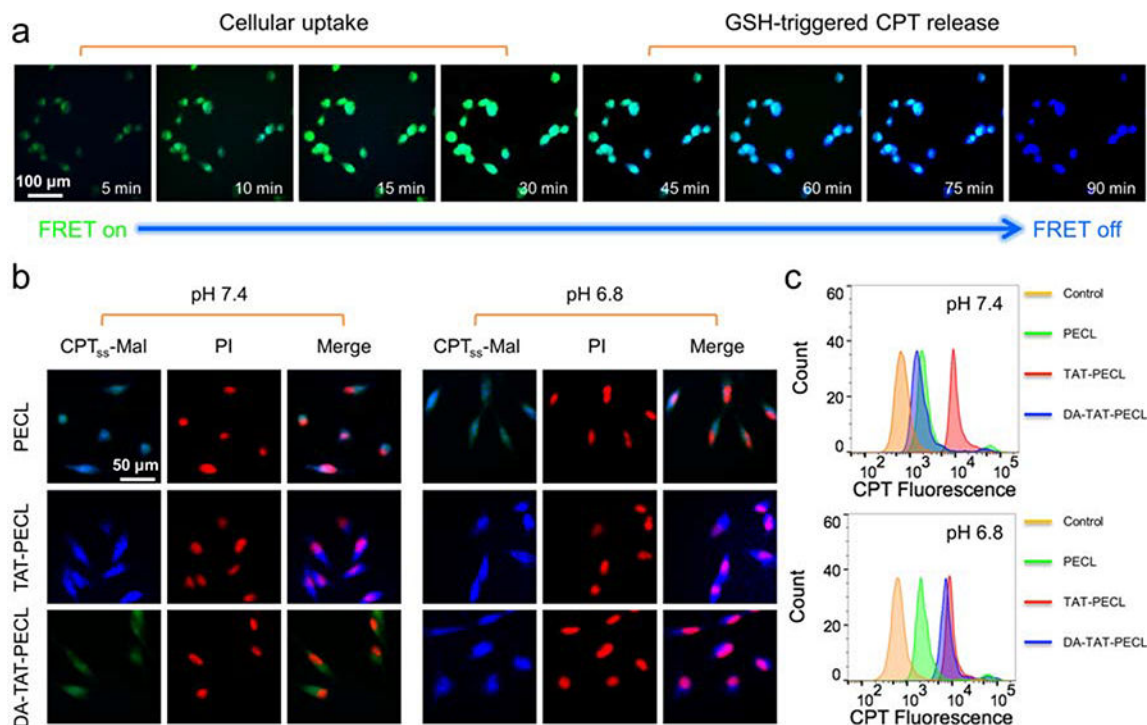 a
Cellular uptake
GSH-triggered CPT release
100 μm
5 min
10 min
15 min
30 min
45 min
60 min
75 min
90 min
FRET on
FRET off
b
pH 7.4
pH 6.8
CPTss-Mal
PI
Merge
CPTss-Mal
PI
Merge
PECL
50 μm
TAT-PECL
DA-TAT-PECL
c
60
40
20
0
Count
pH 7.4
10² 10³ 10⁴ 10⁵
CPT Fluorescence
Control
PECL
TAT-PECL
DA-TAT-PECL
60
40
20
0
Count
pH 6.8
10² 10³ 10⁴ 10⁵
CPT Fluorescence
Control
PECL
TAT-PECL
DA-TAT-PECL